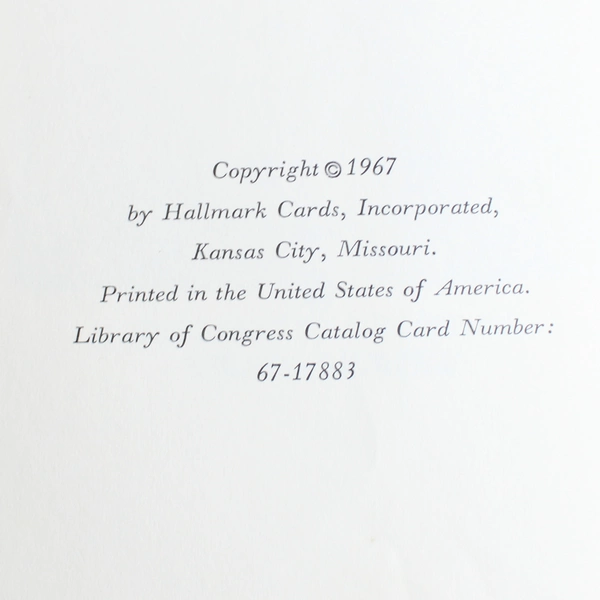 Copyright © 1967
by Hallmark Cards, Incorporated,
Kansas City, Missouri.
Printed in the United States of America.
Library of Congress Catalog Card Number:
67-17883